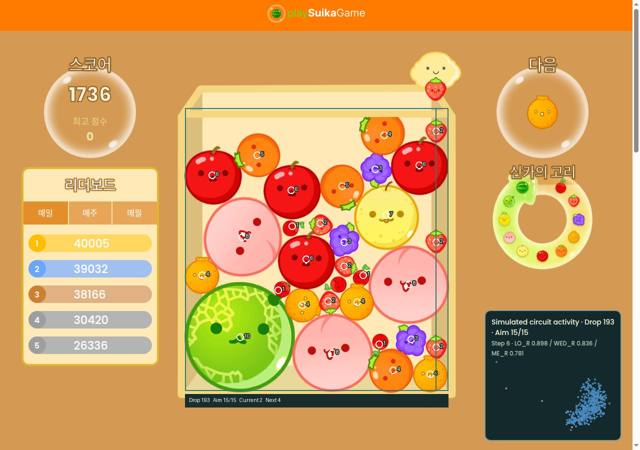 playSuikaGame
스코어
1736
최고 점수
0
다음
신카의 고리
리더보드
매일
매주
매월
1 40005
2 39032
3 38166
4 30420
5 26336
Simulated circuit activity · Drop 193
· Aim 15/15
Step 6 · LO_R 0.898 / WED_R 0.836 /
ME_R 0.781
Drop 193 Aim 15/15 Current 2 Next 4